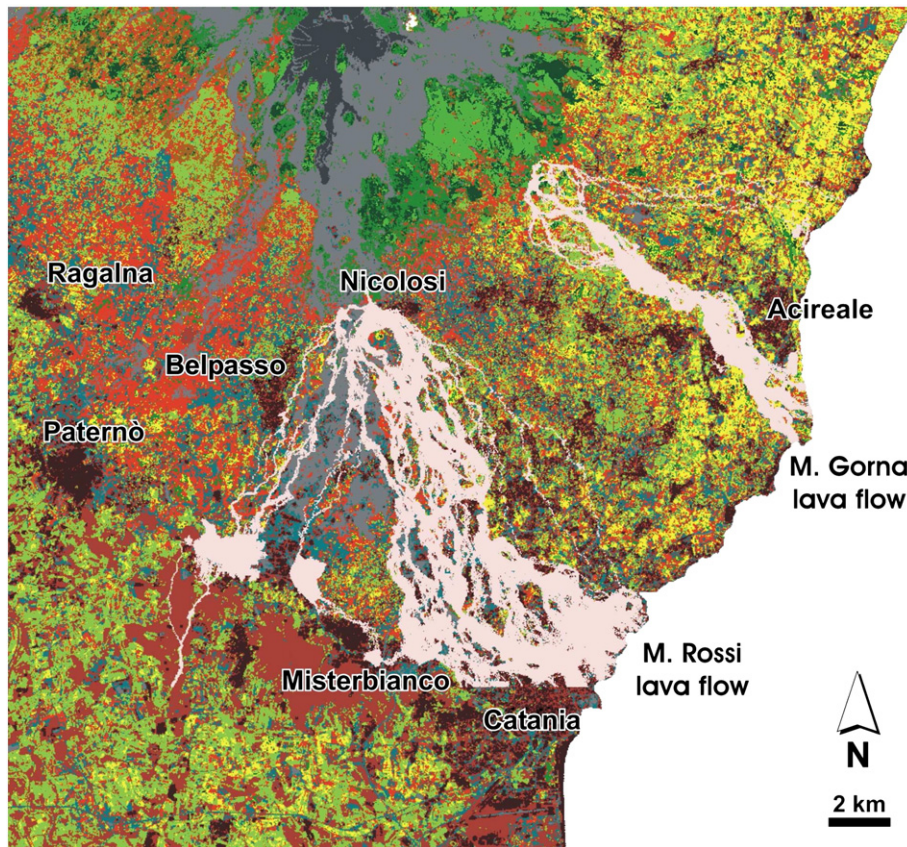 Ragalna
Nicolosi
Acireale
Belpasso
Paternò
M. Gorna
lava flow
M. Rossi
lava flow
Misterbianco
Catania
N
2 km